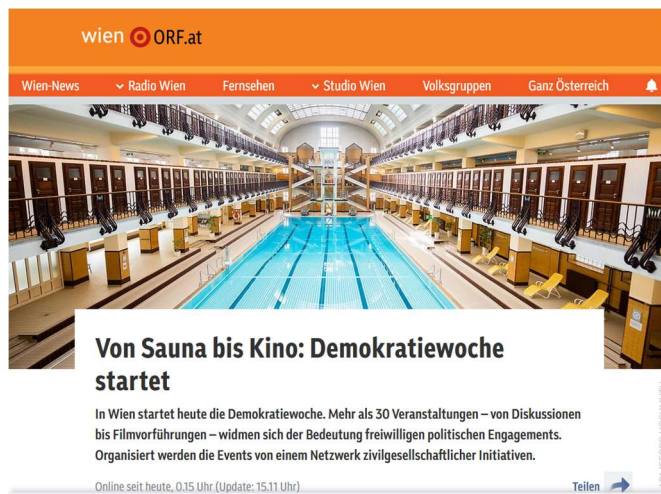 wien ORF.at
Wien-News Radio Wien Fernsehen Studio Wien Volksgruppen Ganz Österreich
Von Sauna bis Kino: Demokratiewoche
startet
In Wien startet heute die Demokratiewoche. Mehr als 30 Veranstaltungen – von Diskussionen
bis Filmvorführungen – widmen sich der Bedeutung freiwilligen politischen Engagements.
Organisiert werden die Events von einem Netzwerk zivilgesellschaftlicher Initiativen.
Online seit heute, 0.15 Uhr (Update: 15.11 Uhr)
Teilen